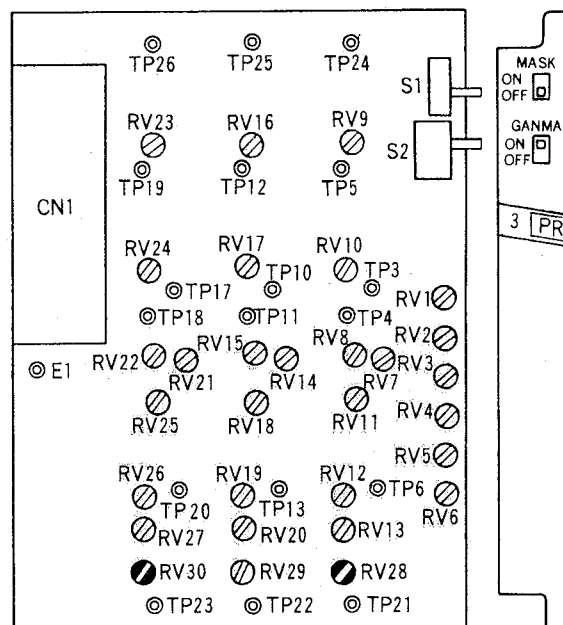 TP26 TP25 TP24
S1
MASK
ON
OFF
RV23 RV16 RV9
S2
GANMA
ON
OFF
TP19 TP12 TP5
CN1
3 PR
RV24 RV17 RV10
TP17 TP10 TP3
RV1
TP18 TP11 TP4
RV2
RV22 RV15 RV8 RV3
E1
RV21 RV14 RV7
RV4
RV25 RV18 RV11
RV5
RV26 RV19 RV12
TP6
TP20 TP13
RV6
RV27 RV20 RV13
RV30 RV29 RV28
TP23 TP22 TP21